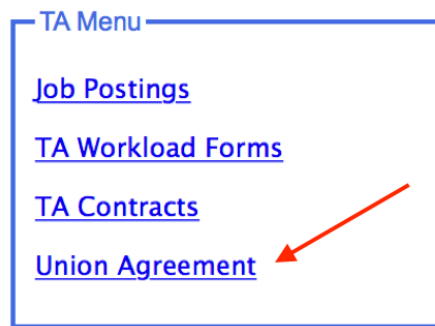 TA Menu
Job Postings
TA Workload Forms
TA Contracts
Union Agreement